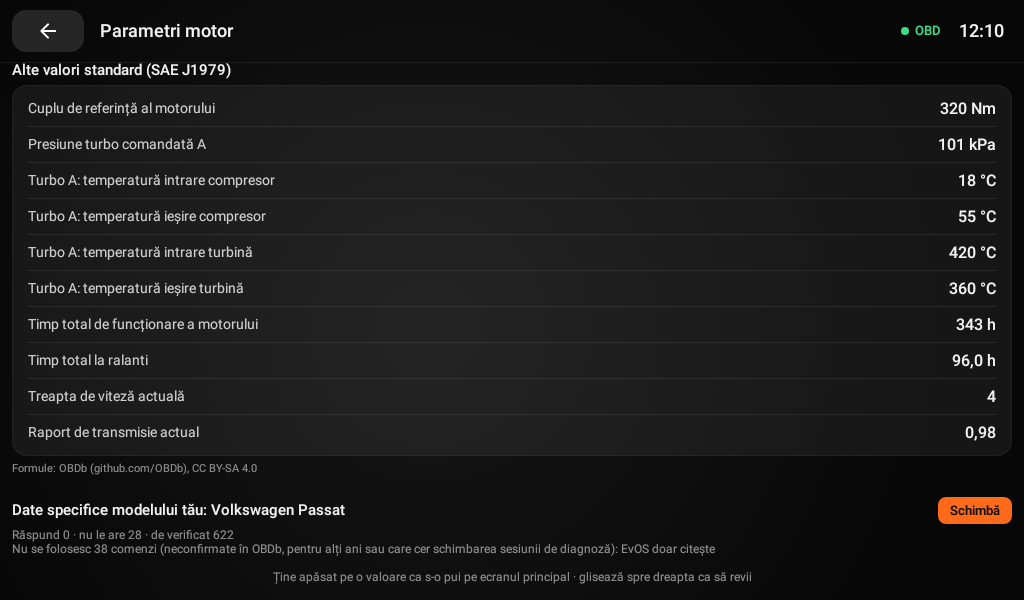 Parametri motor
OBD
12:10
Alte valori standard (SAE J1979)
Cuplu de referință al motorului 320 Nm
Presiune turbo comandată A 101 kPa
Turbo A: temperatură intrare compresor 18 °C
Turbo A: temperatură ieșire compresor 55 °C
Turbo A: temperatură intrare turbină 420 °C
Turbo A: temperatură ieșire turbină 360 °C
Timp total de funcționare a motorului 343 h
Timp total la ralanti 96,0 h
Treapta de viteză actuală 4
Raport de transmisie actual 0,98
Formule: OBDb (github.com/OBDb), CC BY-SA 4.0
Date specifice modelului tău: Volkswagen Passat
Schimbă
Răspund 0 · nu le are 28 · de verificat 622
Nu se folosesc 38 comenzi (neconfirmate în OBDb, pentru alți ani sau care cer schimbarea sesiunii de diagnoză): EvOS doar citește
Ține apăsat pe o valoare ca s-o pui pe ecranul principal · glisează spre dreapta ca să revii